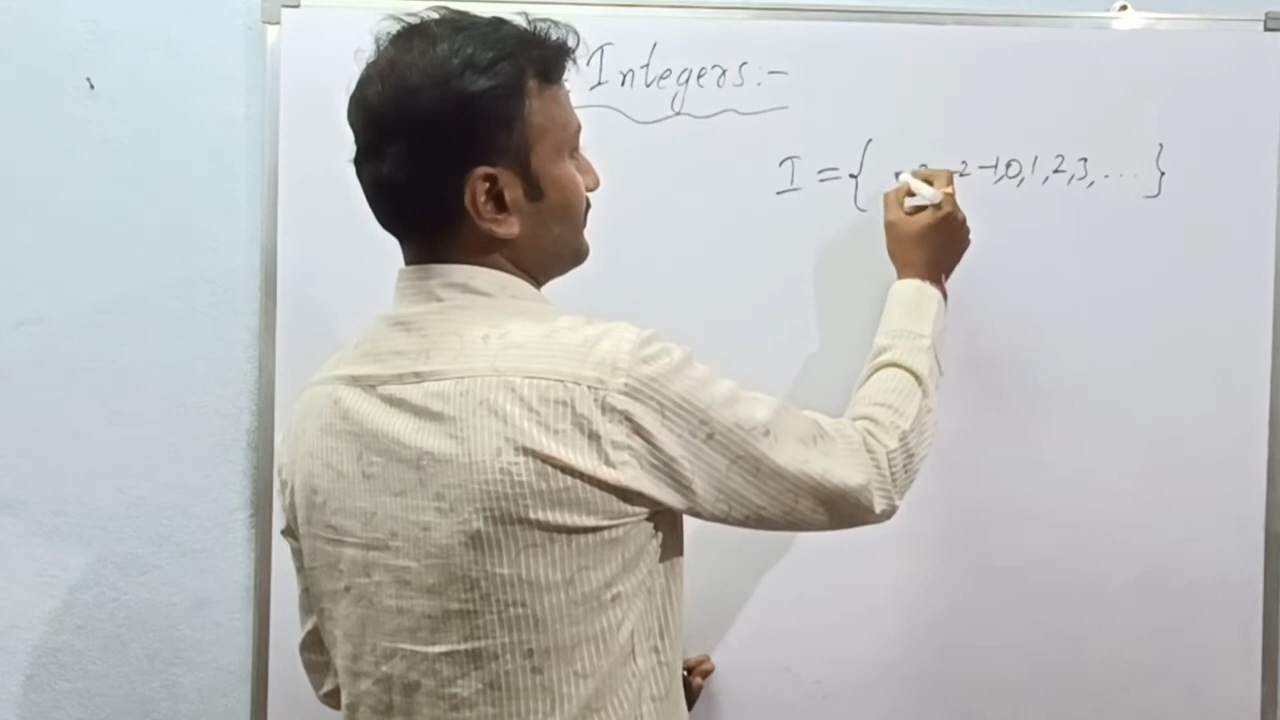 Integers:-
I = { -2 -1,0,1,2,3,... }